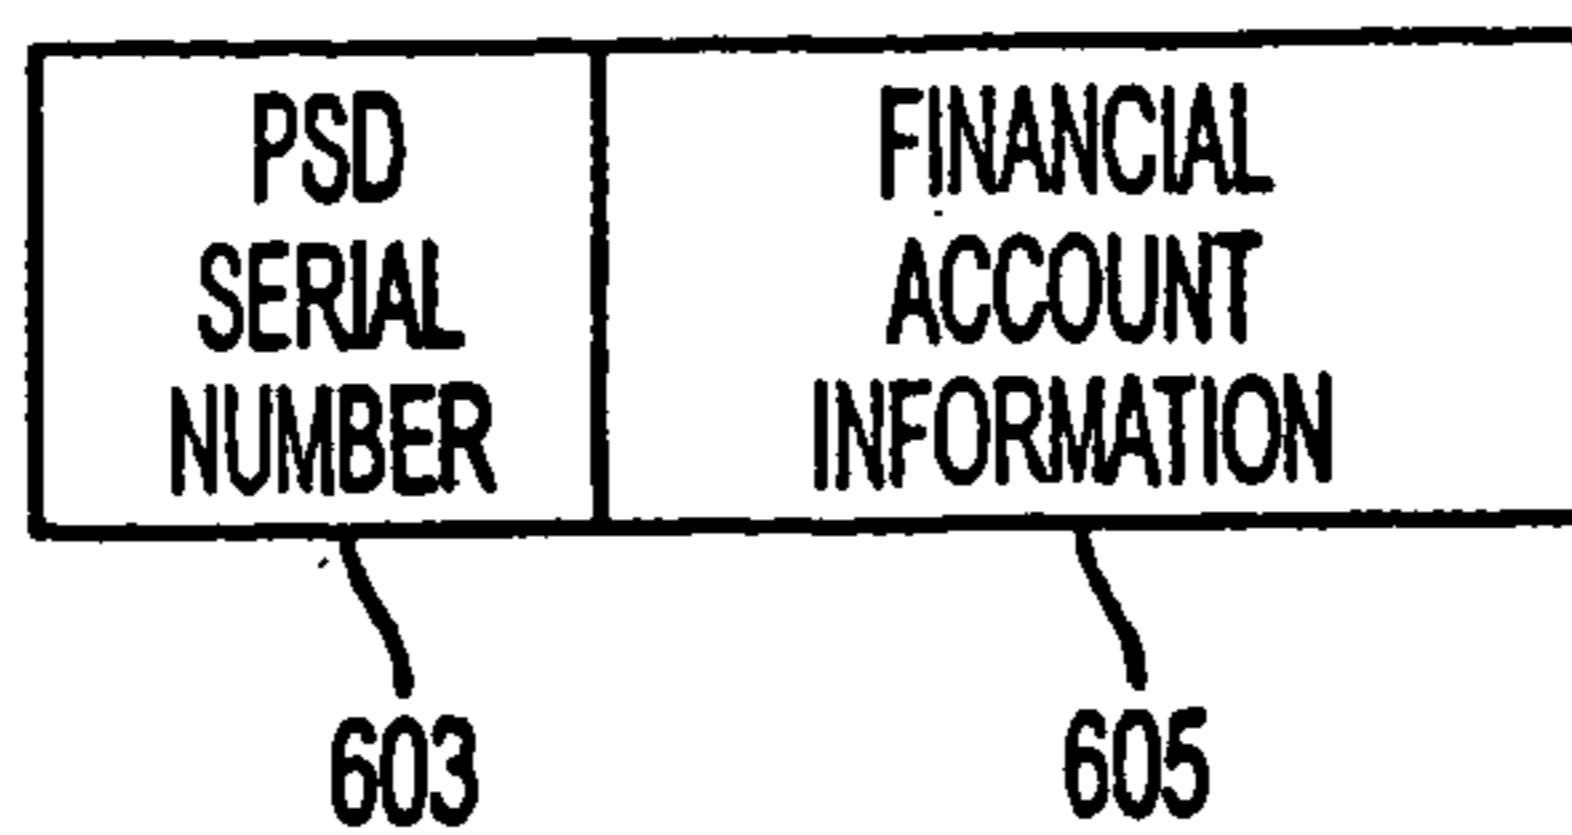 PSD
SERIAL
NUMBER
FINANCIAL
ACCOUNT
INFORMATION
603
605